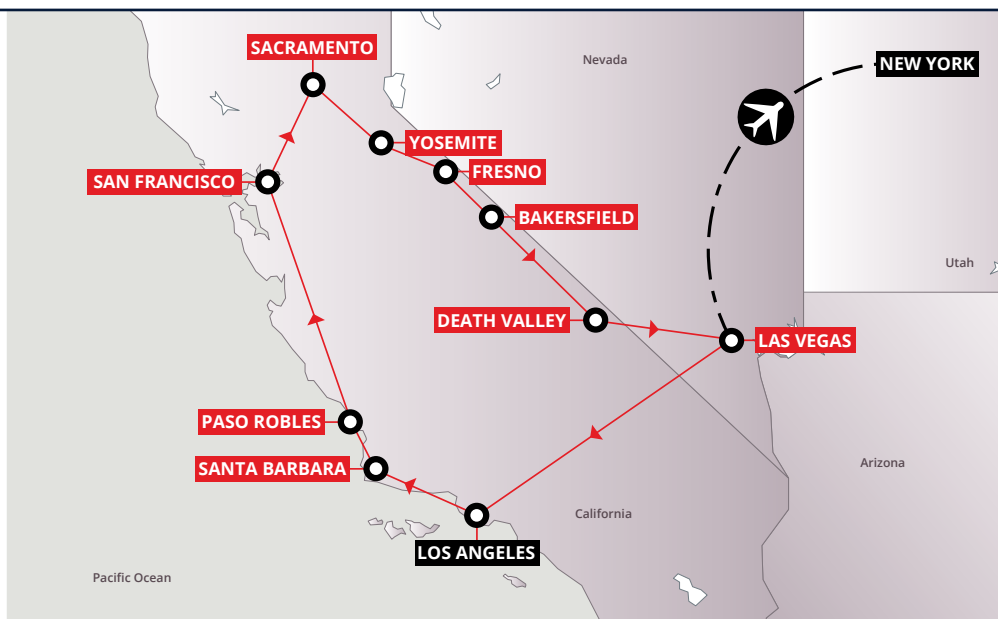 SACRAMENTO
Nevada
NEW YORK
YOSEMITE
FRESNO
SAN FRANCISCO
BAKERSFIELD
Utah
DEATH VALLEY
LAS VEGAS
PASO ROBLES
SANTA BARBARA
Arizona
California
LOS ANGELES
Pacific Ocean